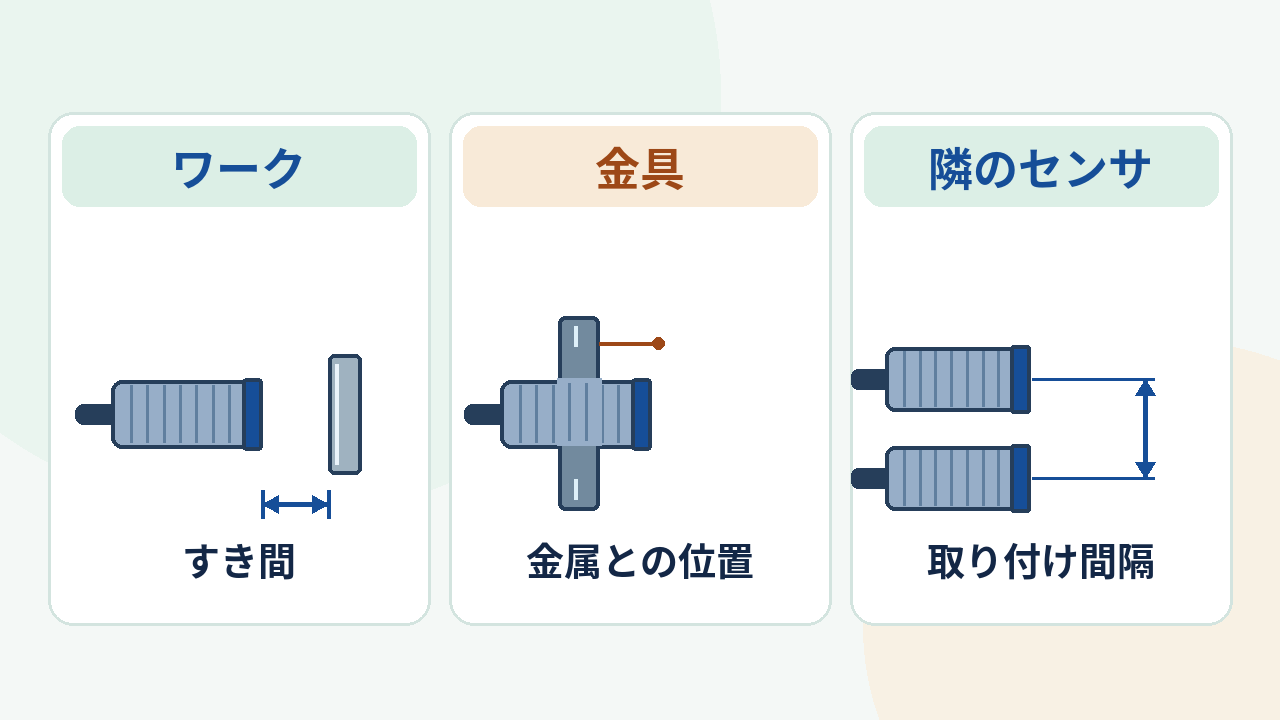 ワーク
金具
隣のセンサ
すき間
金属との位置
取り付け間隔